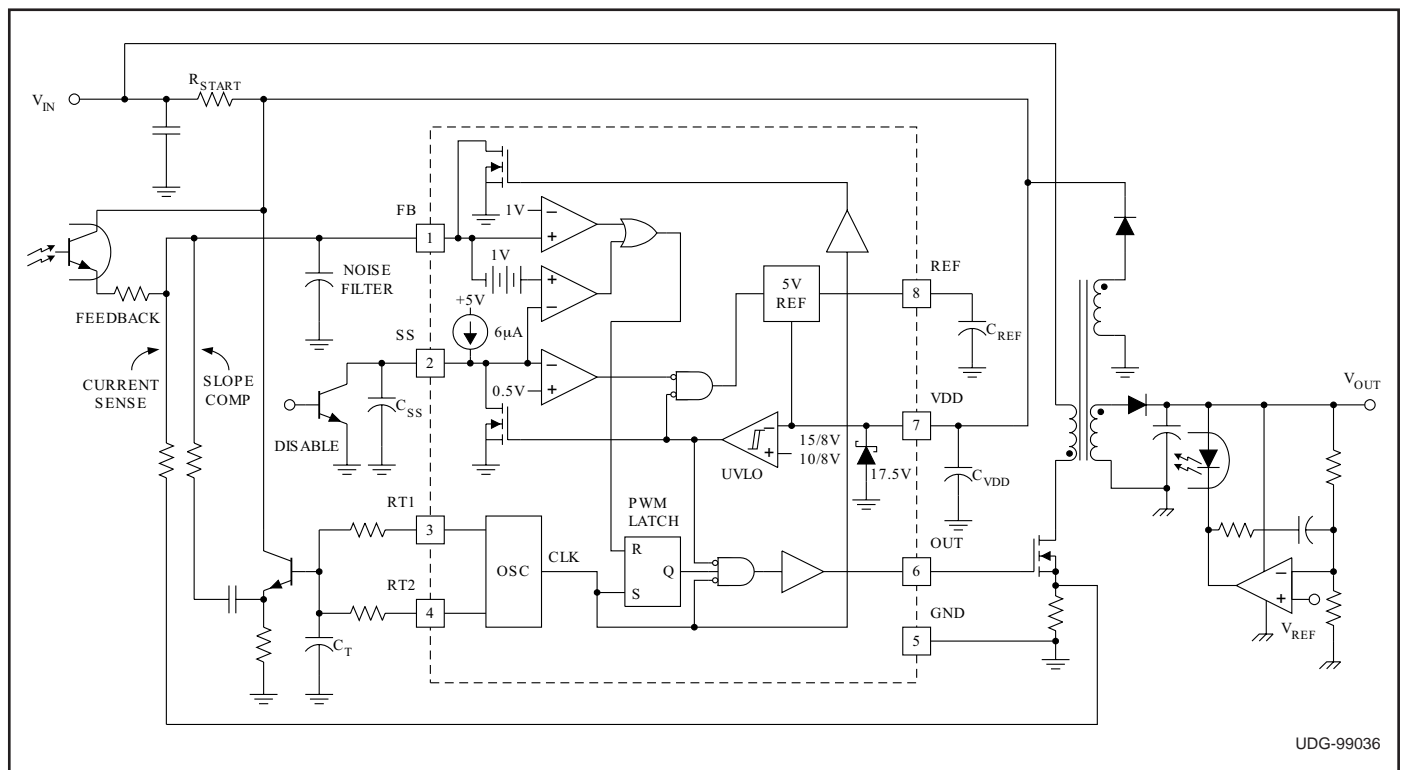 R_START
V_IN
FB
1
1V
1V
NOISE
FILTER
+5V
6µA
5V
REF
REF
8
C_REF
FEEDBACK
SS
2
CURRENT
SENSE
SLOPE
COMP
C_SS
0.5V
DISABLE
VDD
7
15/8V
10/8V
UVLO
17.5V
C_VDD
V_OUT
RT1
3
PWM
LATCH
OUT
6
OSC
CLK
R
Q
S
RT2
4
C_T
GND
5
V_REF
UDG-99036